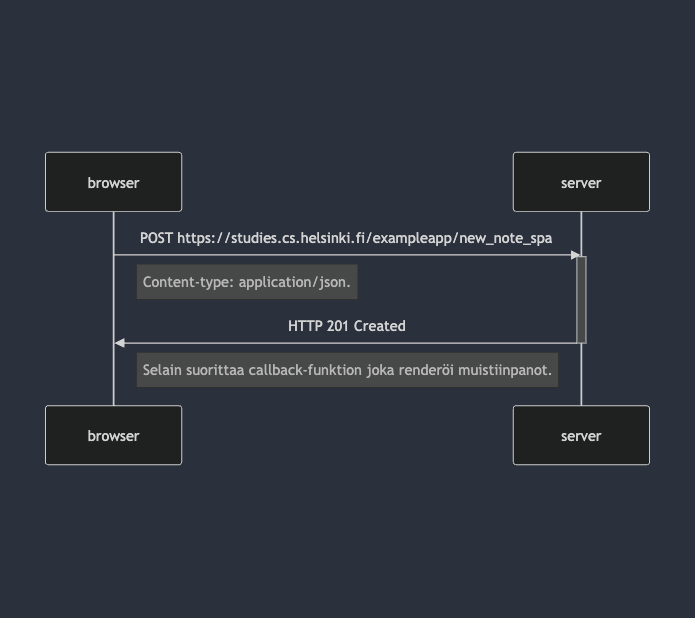 browser
server
POST https://studies.cs.helsinki.fi/exampleapp/new_note_spa
Content-type: application/json.
HTTP 201 Created
Selain suorittaa callback-funktion joka renderöi muistiinpanot.
browser
server